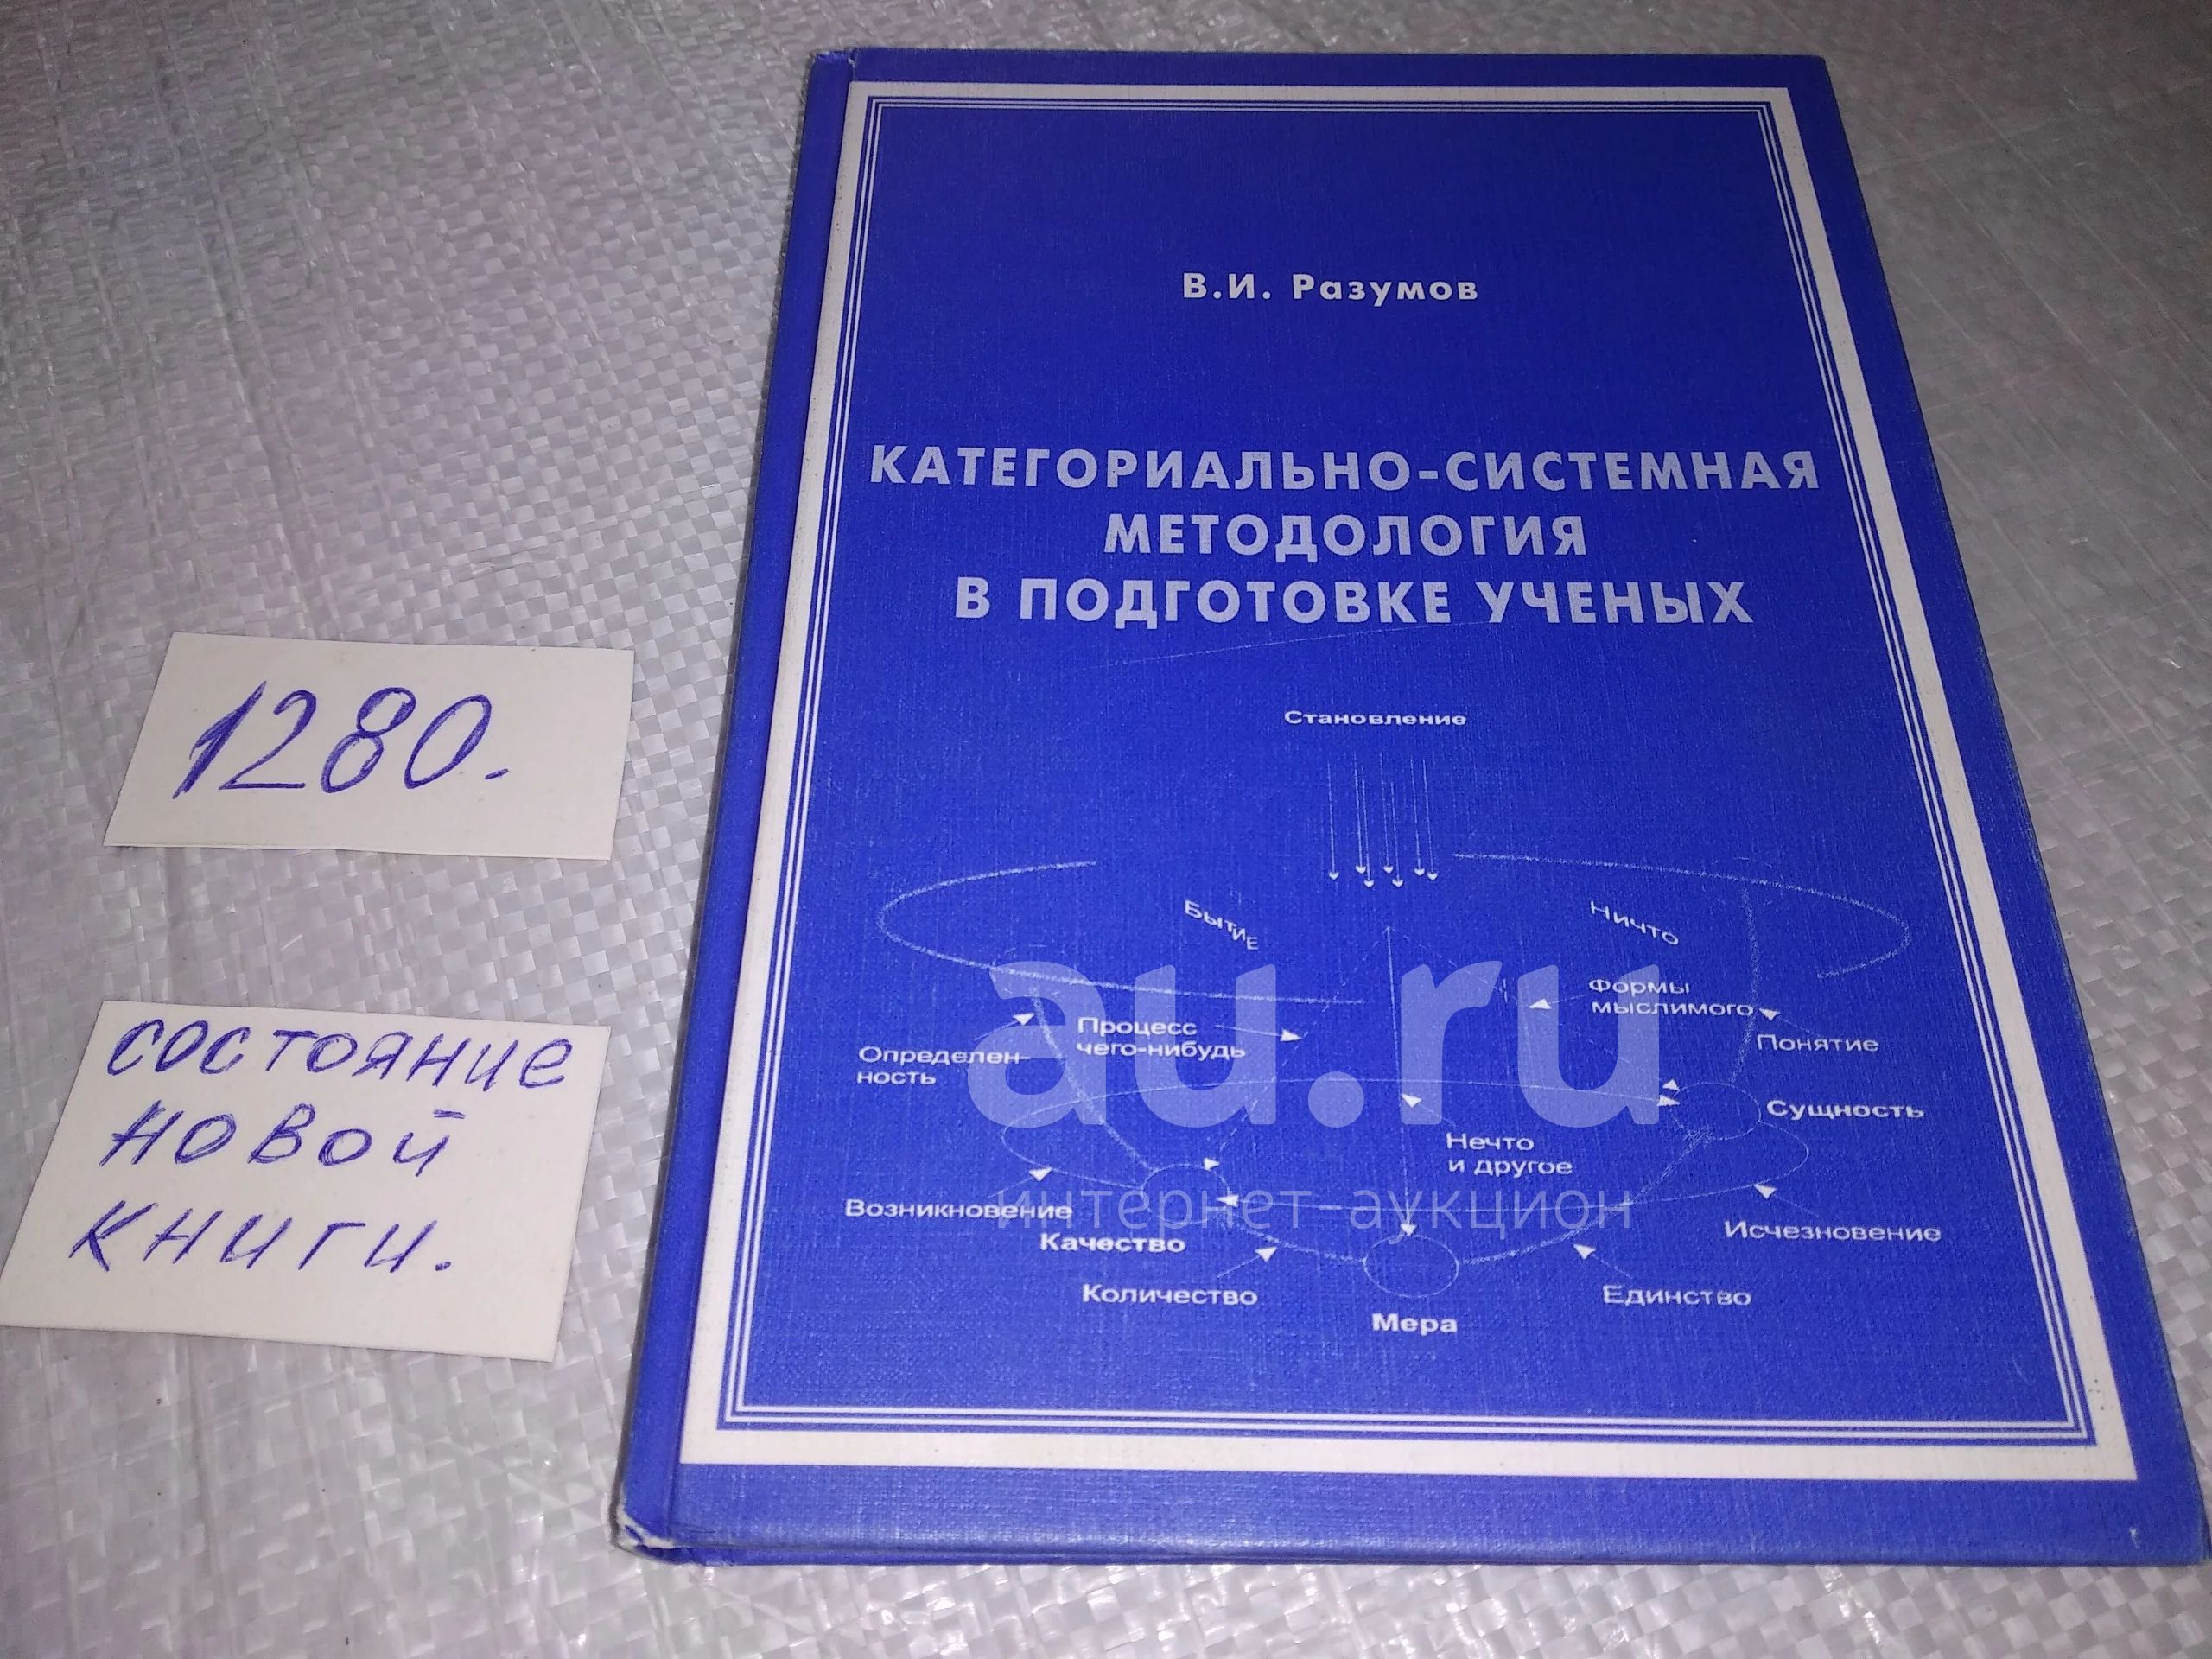 В.И. Разумов
КАТЕГОРИАЛЬНО-СИСТЕМНАЯ
МЕТОДОЛОГИЯ
В ПОДГОТОВКЕ УЧЕНЫХ
1280.
состояние
новой
книги.
Становление
Бытие
Ничто
Формы
мыслимого
Процесс
чего-нибудь
Понятие
Определен-
ность
Сущность
Нечто
и другое
Возникновение
Исчезновение
Качество
Количество
Единство
Мера
au.ru
интернет-аукцион